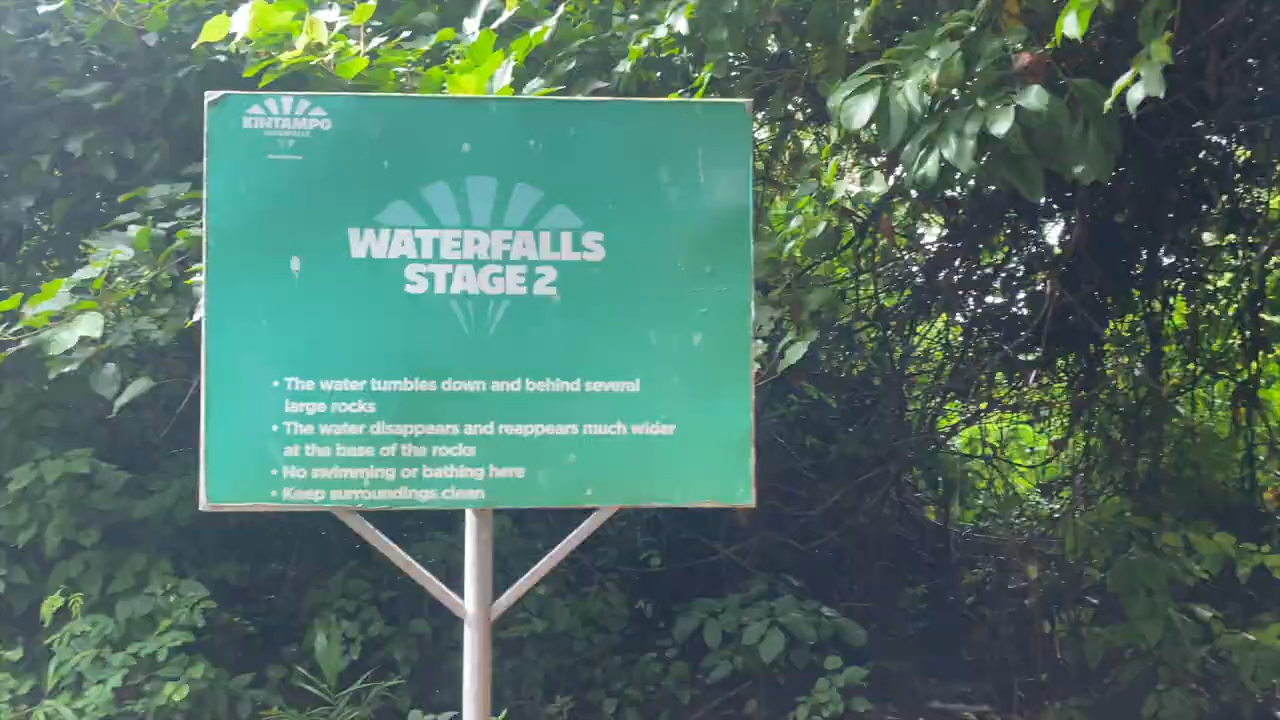 KINTAMPO
WATERFALLS
WATERFALLS
STAGE 2
• The water tumbles down and behind several
large rocks
• The water disappears and reappears much wider
at the base of the rocks
• No swimming or bathing here
• Keep surroundings clean